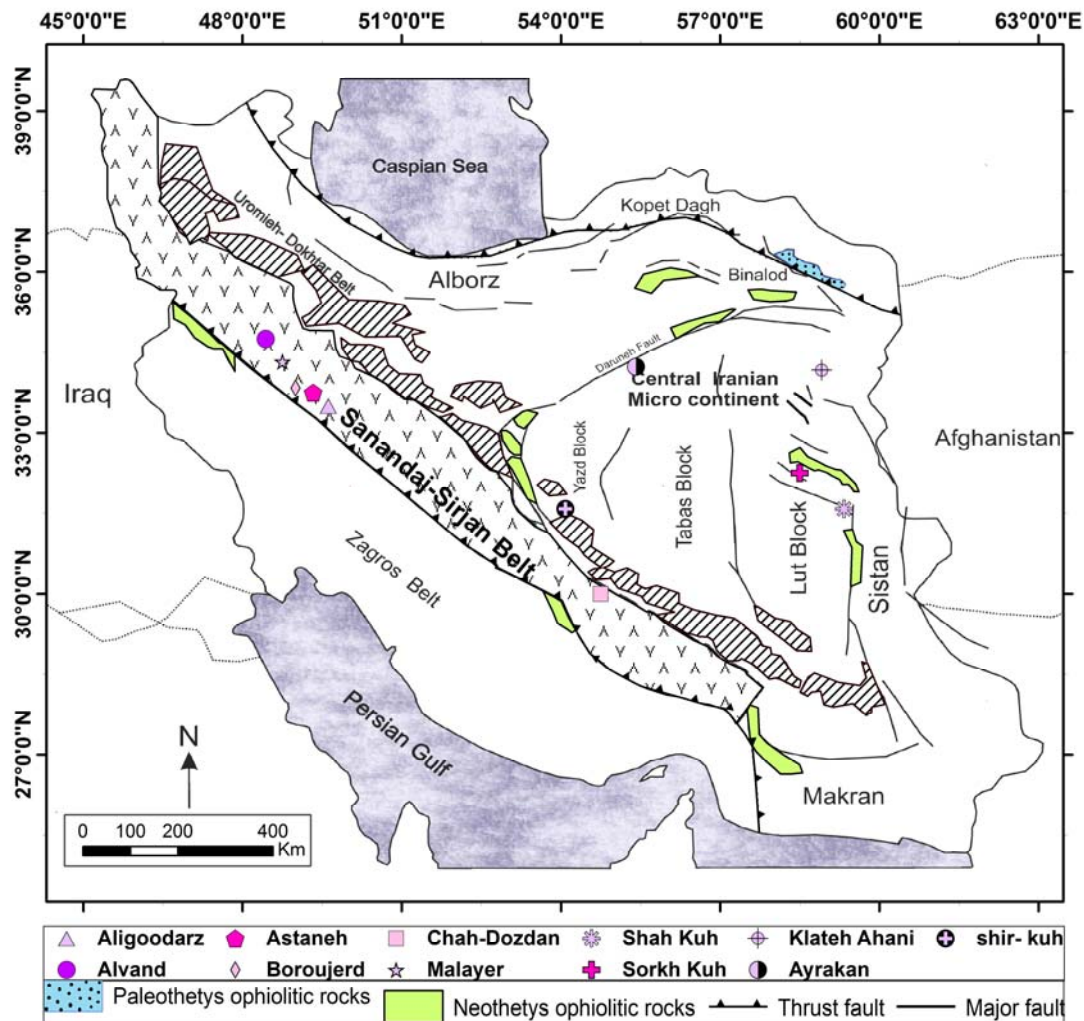 45°0'0"E 48°0'0"E 51°0'0"E 54°0'0"E 57°0'0"E 60°0'0"E 63°0'0"E
39°0'0"N
36°0'0"N
33°0'0"N
30°0'0"N
27°0'0"N
Caspian Sea
Kopet Dagh
Uromieh- Dokhtar Belt
Alborz
Binalod
Daruneh Fault
Central Iranian
Micro continent
Iraq
Afghanistan
Sanandaj-Sirjan Belt
Yazd Block
Tabas Block
Lut Block
Sistan
Zagros Belt
Persian Gulf
Makran
N
0 100 200 400
Km
Aligoodarz Astaneh Chah-Dozdan Shah Kuh Klateh Ahani shir- kuh
Alvand Boroujerd Malayer Sorkh Kuh Ayrakan
Paleothetys ophiolitic rocks Neothetys ophiolitic rocks Thrust fault Major fault